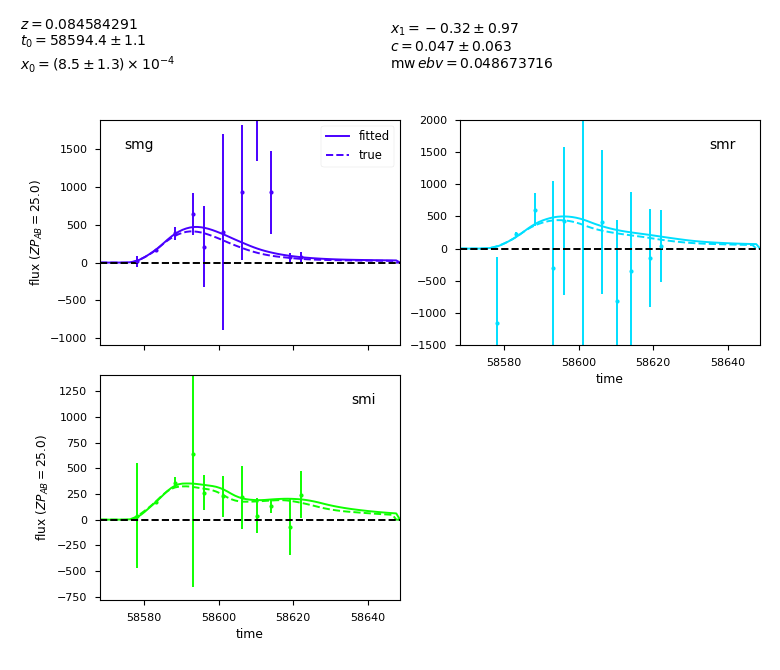 z = 0.084584291
t₀ = 58594.4 ± 1.1
x₀ = (8.5 ± 1.3) × 10⁻⁴
x₁ = −0.32 ± 0.97
c = 0.047 ± 0.063
mw ebv = 0.048673716
smg
fitted
true
1500
1000
500
0
−500
−1000
flux (ZP_AB = 25.0)
smr
2000
1500
1000
500
0
−500
−1000
−1500
58580 58600 58620 58640
time
smi
1250
1000
750
500
250
0
−250
−500
−750
flux (ZP_AB = 25.0)
58580 58600 58620 58640
time